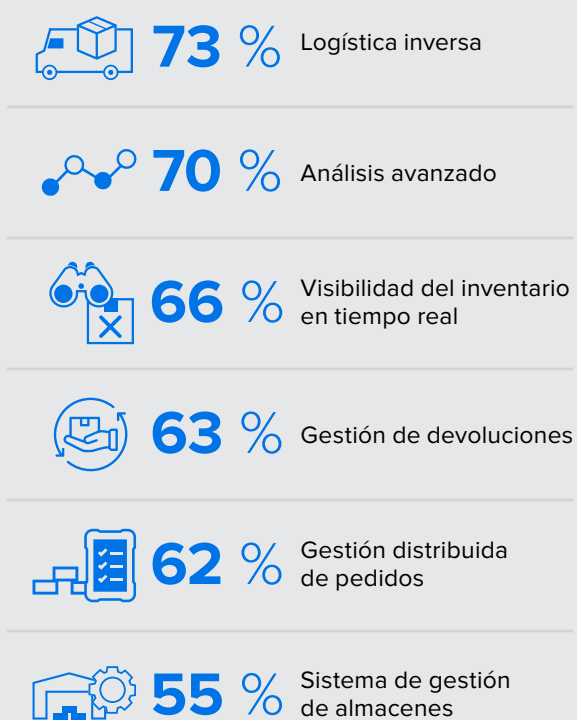 73 % Logística inversa
70 % Análisis avanzado
66 % Visibilidad del inventario
en tiempo real
63 % Gestión de devoluciones
62 % Gestión distribuida
de pedidos
55 % Sistema de gestión
de almacenes